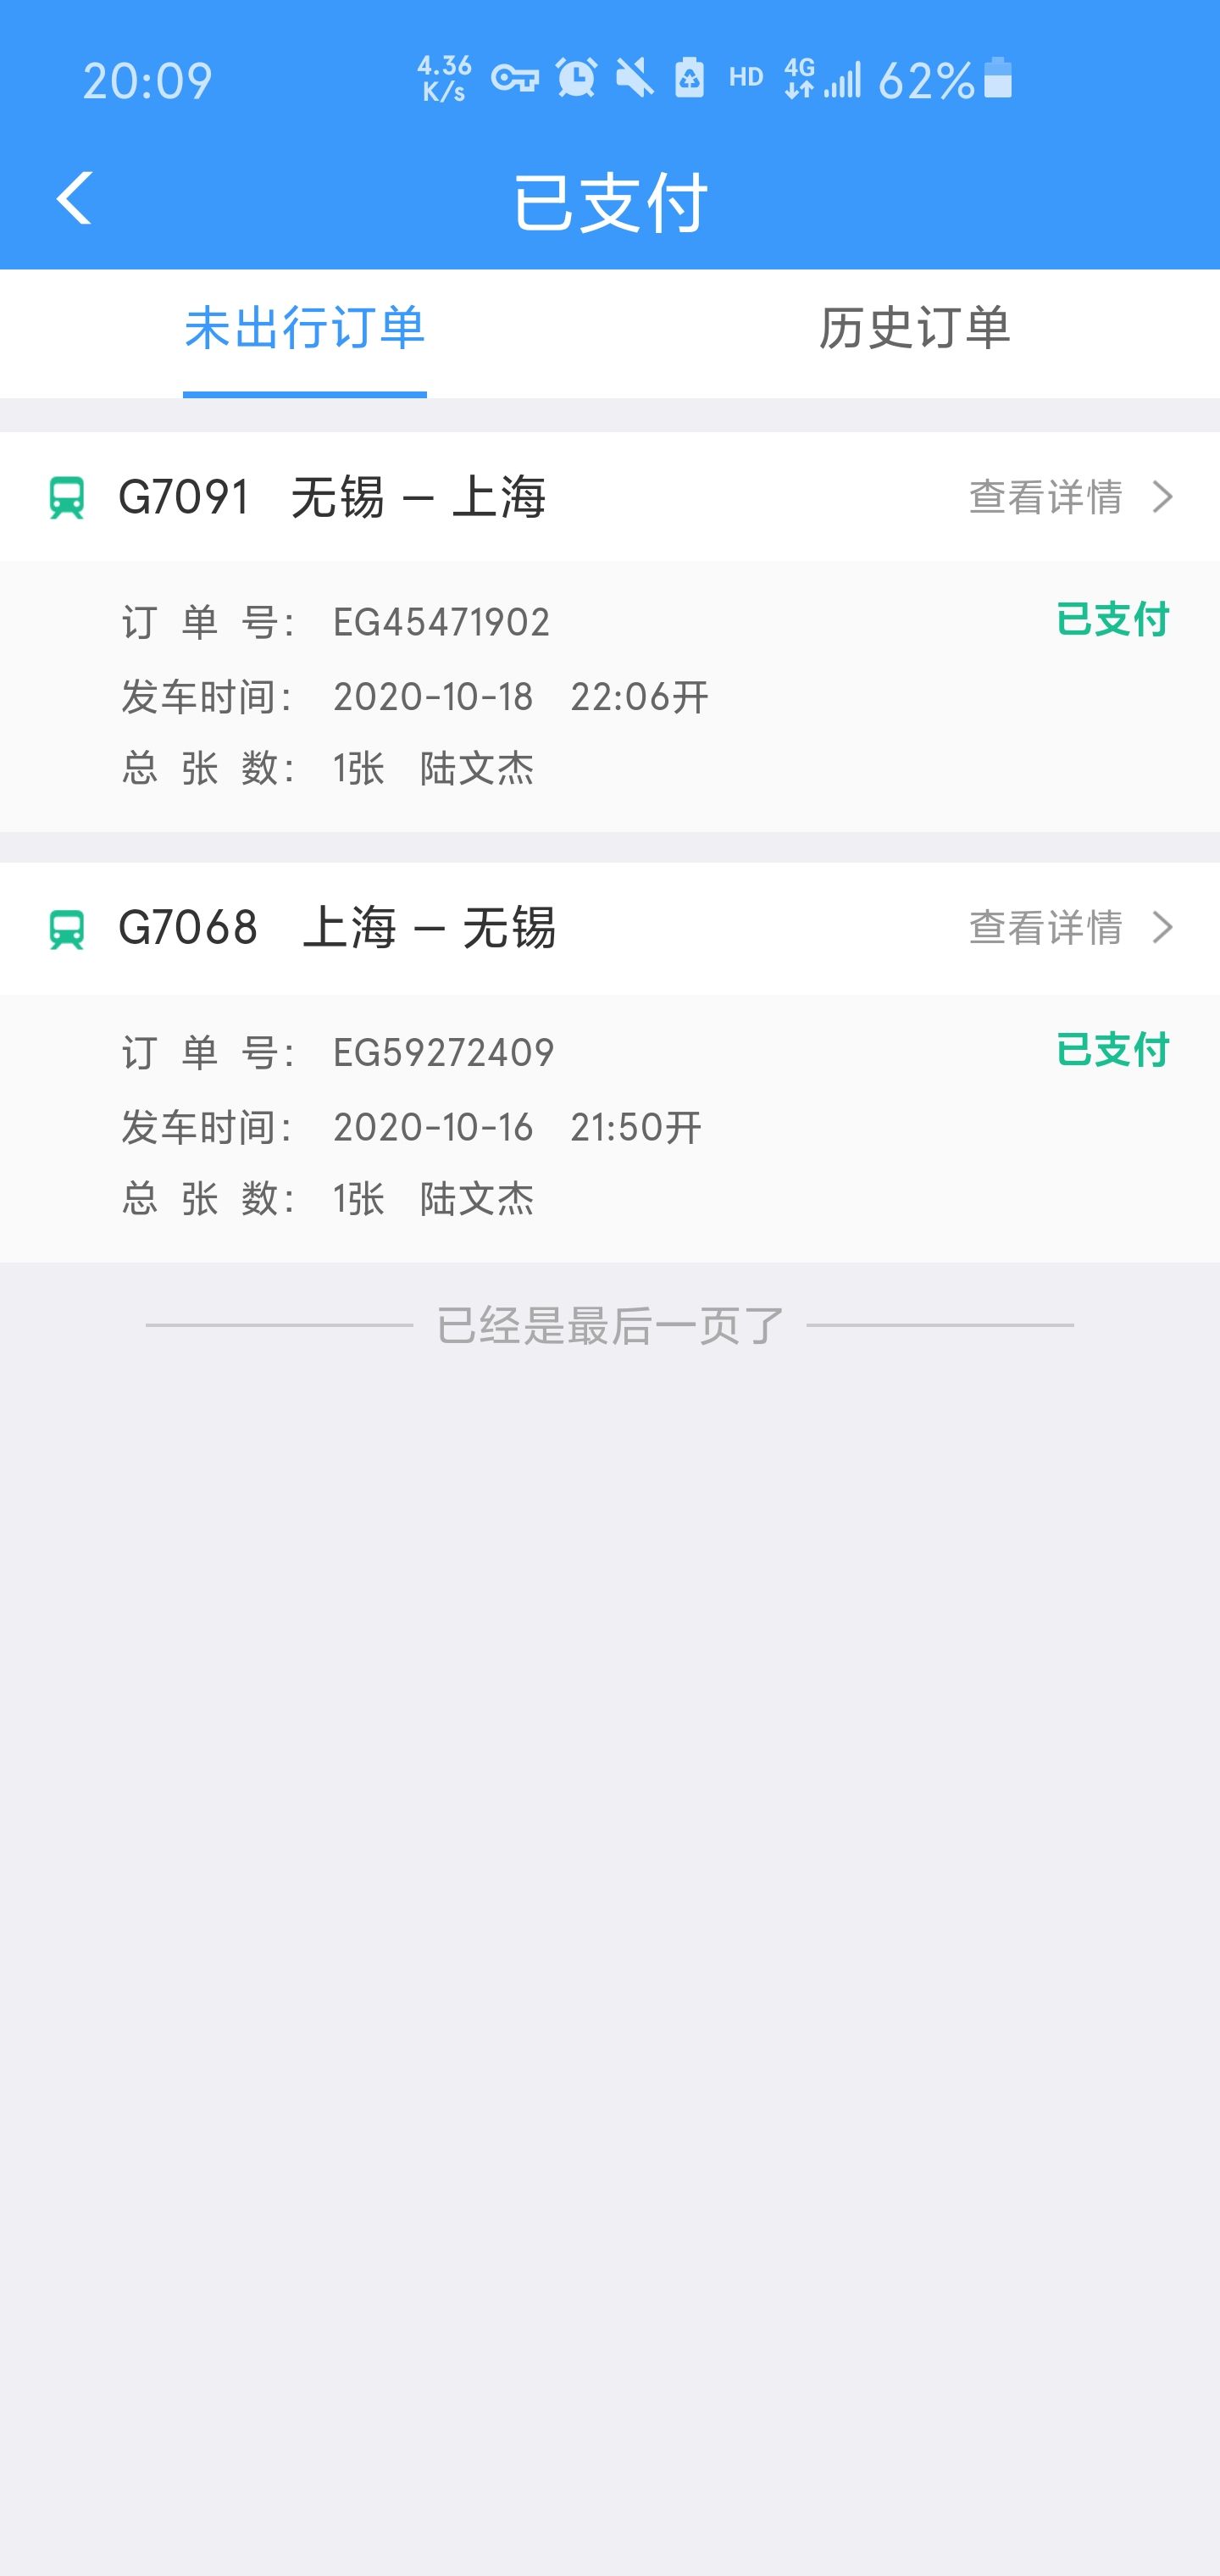 20:09 4.36 K/s HD 4G 62%
已支付
未出行订单 历史订单
G7091 无锡 – 上海 查看详情
订 单 号： EG45471902 已支付
发车时间： 2020-10-18 22:06开
总 张 数： 1张 陆文杰
G7068 上海 – 无锡 查看详情
订 单 号： EG59272409 已支付
发车时间： 2020-10-16 21:50开
总 张 数： 1张 陆文杰
已经是最后一页了